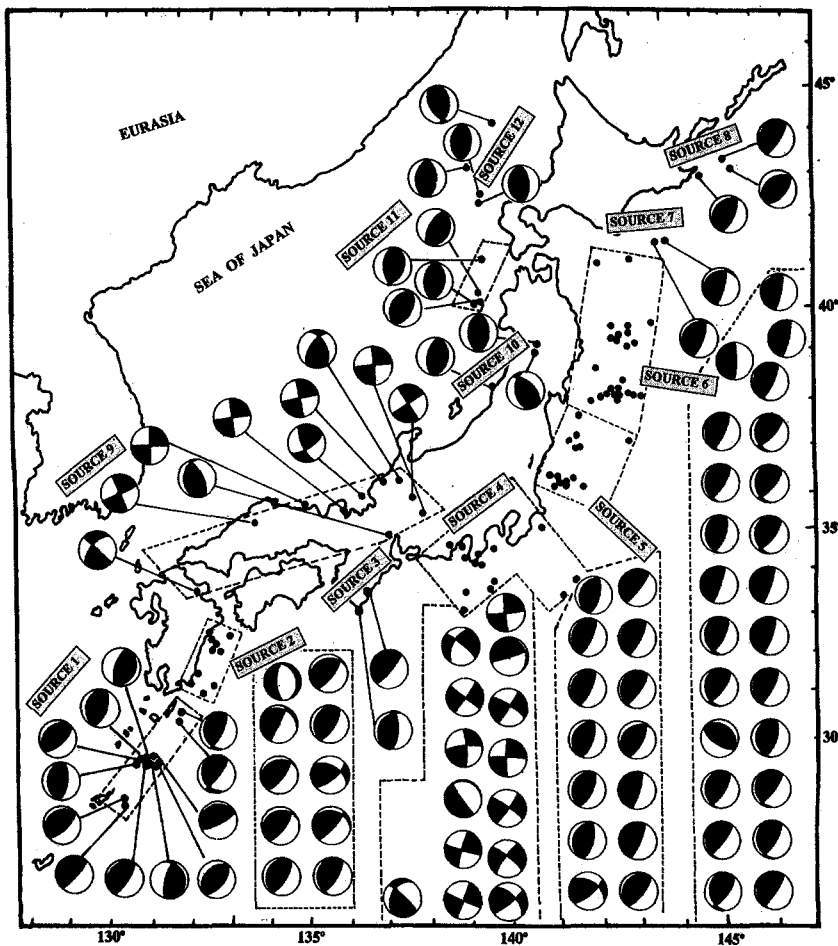 45°
EURASIA
SOURCE 12
SOURCE 8
SOURCE 7
SOURCE 11
SEA OF JAPAN
40°
SOURCE 10
SOURCE 6
SOURCE 9
SOURCE 4
35°
SOURCE 5
SOURCE 3
SOURCE 2
SOURCE 1
30°
130°
135°
140°
145°